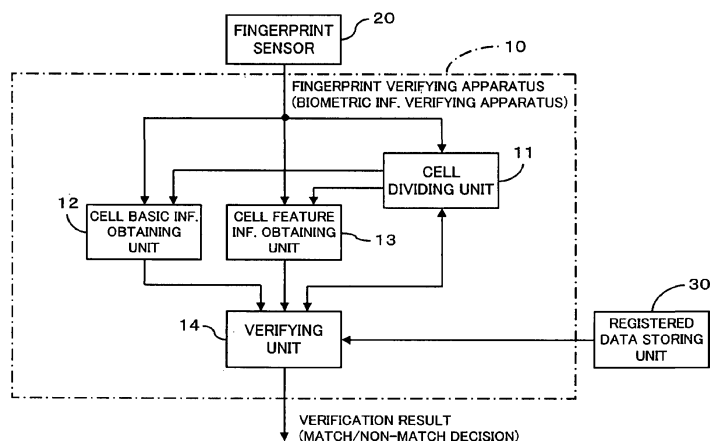 20
FINGERPRINT
SENSOR
10
FINGERPRINT VERIFYING APPARATUS
(BIOMETRIC INF. VERIFYING APPARATUS)
11
CELL
DIVIDING UNIT
12
CELL BASIC INF.
OBTAINING
UNIT
CELL FEATURE
INF. OBTAINING
UNIT
13
14
VERIFYING
UNIT
30
REGISTERED
DATA STORING
UNIT
VERIFICATION RESULT
(MATCH/NON-MATCH DECISION)